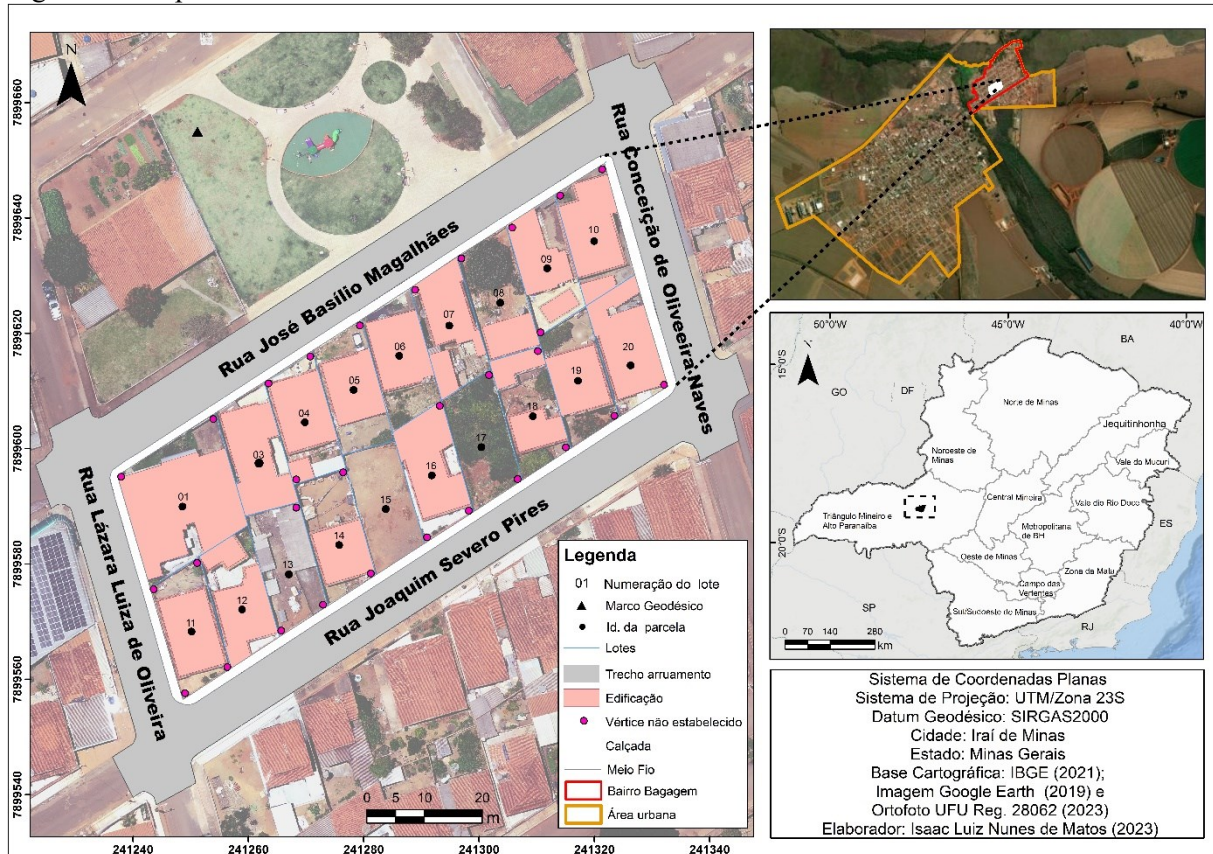 N
7899660
7899640
7899620
7899600
7899580
7899560
7899540
241240
241260
241280
241300
241320
241340
Rua José Basílio Magalhães
Rua Conceição de Oliveeira Naves
Rua Lázara Luiza de Oliveira
Rua Joaquim Severo Pires
10
09
08
07
06
05
04
03
01
20
19
18
17
16
15
14
13
12
11
0 5 10 20
m
Legenda
01 Numeração do lote
Marco Geodésico
Id. da parcela
Lotes
Trecho arruamento
Edificação
Vértice não estabelecido
Calçada
Meio Fio
Bairro Bagagem
Área urbana
50°0'0"W
45°0'0"W
40°0'0"W
15°0'0"S
20°0'0"S
BA
GO
DF
ES
SP
RJ
Norte de Minas
Jequitinhonha
Noroeste de
Minas
Vale do Mucuri
Central Mineira
Vale do Rio Doce
Triângulo Mineiro e
Alto Paranaíba
Metropolitana
de BH
Oeste de Minas
Zona da Mata
Campo das
Vertentes
Sul/Sudoeste de Minas
0 70 140 280
km
Sistema de Coordenadas Planas
Sistema de Projeção: UTM/Zona 23S
Datum Geodésico: SIRGAS2000
Cidade: Iraí de Minas
Estado: Minas Gerais
Base Cartográfica: IBGE (2021);
Imagem Google Earth (2019) e
Ortofoto UFU Reg. 28062 (2023)
Elaborador: Isaac Luiz Nunes de Matos (2023)